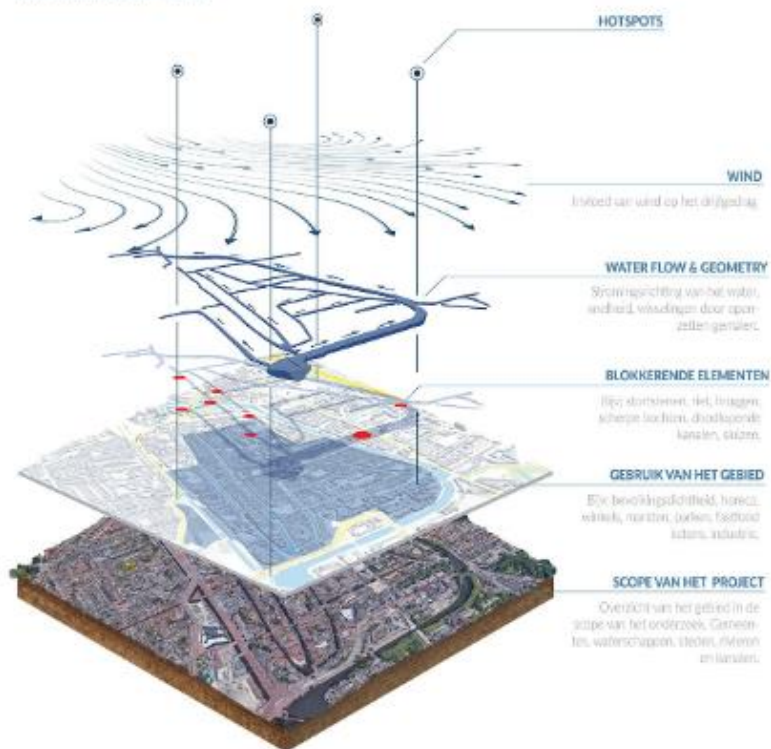 HOTSPOTS
WIND
Invloed van wind op het drijfgedrag.
WATER FLOW & GEOMETRY
Stromingsrichting van het water,
snelheid, wisselingen door open-
zetten gemalen.
BLOKKERENDE ELEMENTEN
Bijv. stortstenen, riet, bruggen,
scherpe bochten, doodlopende
kanalen, sluizen.
GEBRUIK VAN HET GEBIED
Bijv. bevolkingsdichtheid, horeca,
winkels, markten, parken, fastfood
ketens, industrie.
SCOPE VAN HET PROJECT
Overzicht van het gebied in de
scope van het onderzoek. Gemeen-
tes, waterschappen, steden, rivieren
en kanalen.